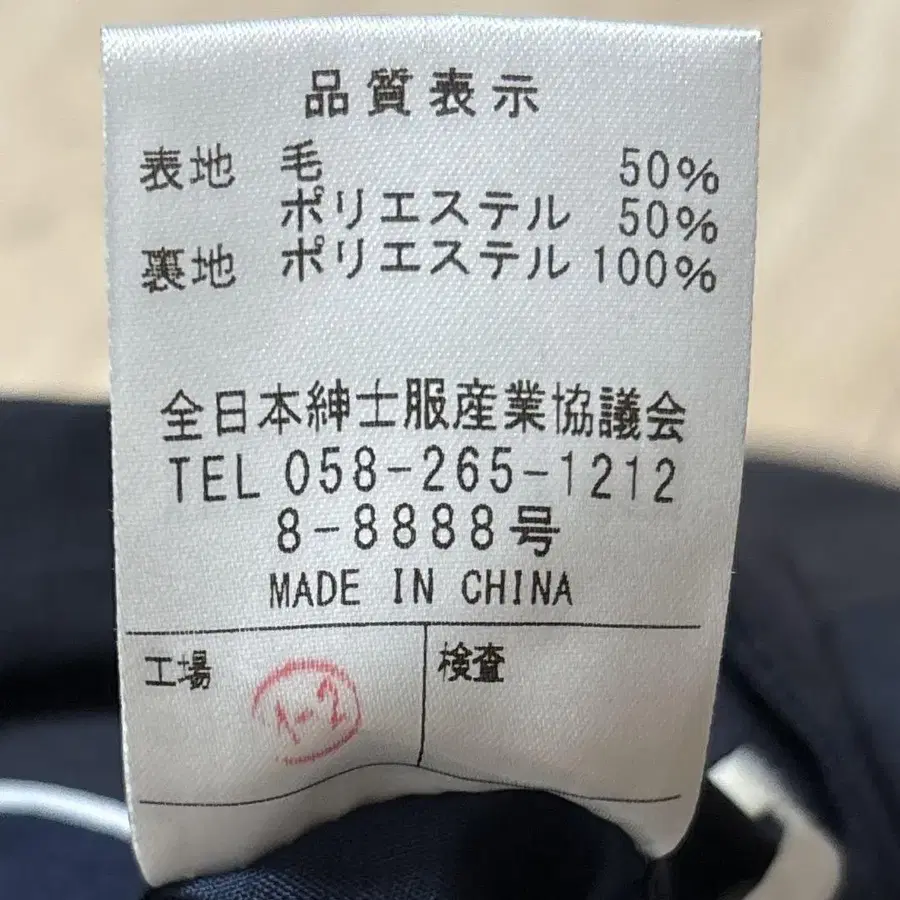 品質表示
表地 毛 50%
ポリエステル 50%
裏地 ポリエステル 100%
全日本紳士服産業協議会
TEL 058-265-1212
8-8888号
MADE IN CHINA
工場 1-2 検査